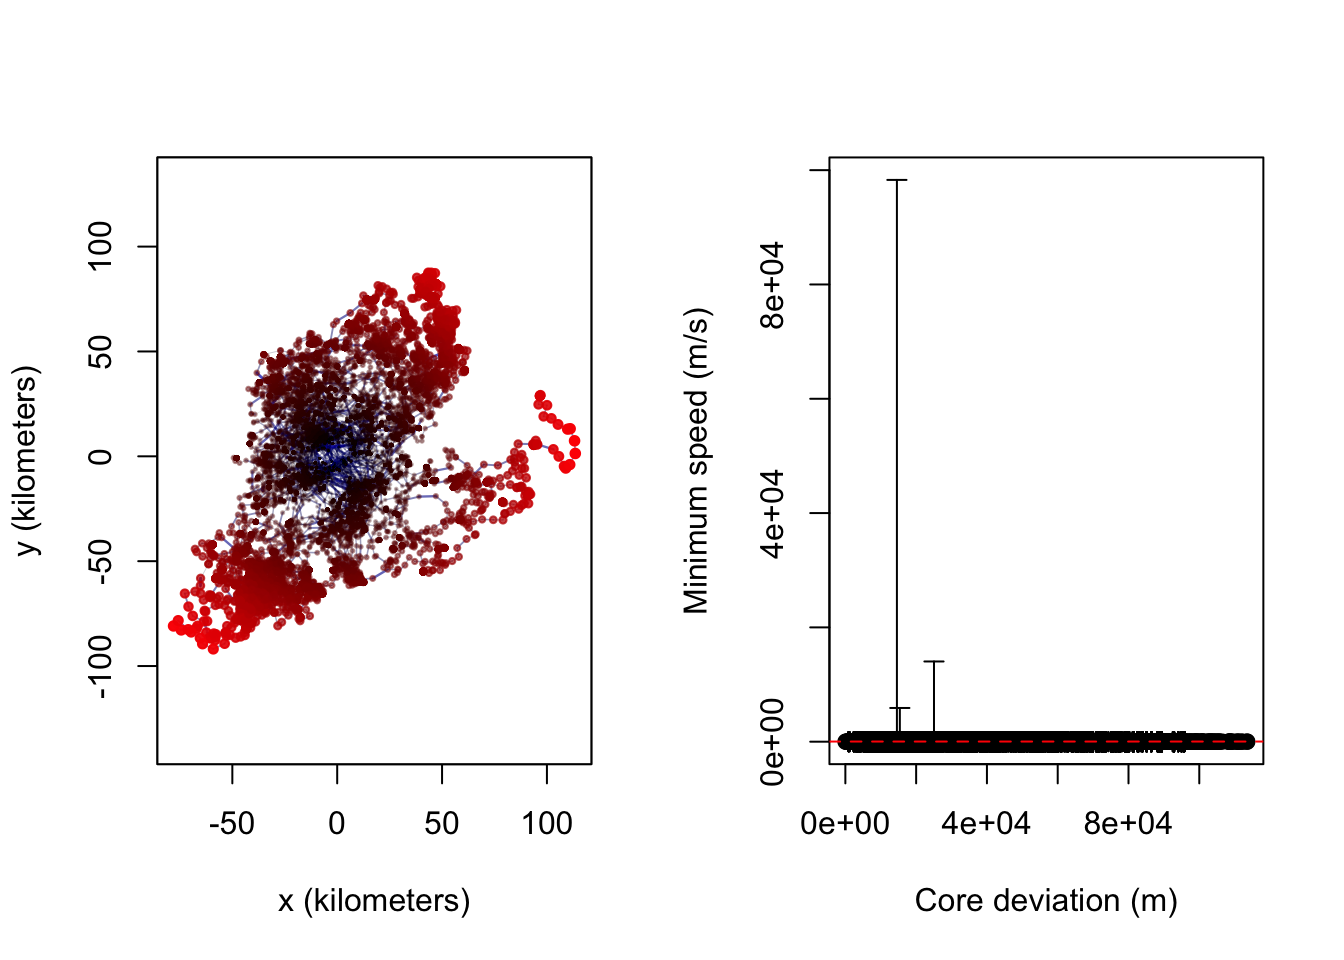 100
50
0
-50
-100
y (kilometers)
-50 0 50 100
x (kilometers)
8e+04
4e+04
0e+00
Minimum speed (m/s)
0e+00 4e+04 8e+04
Core deviation (m)